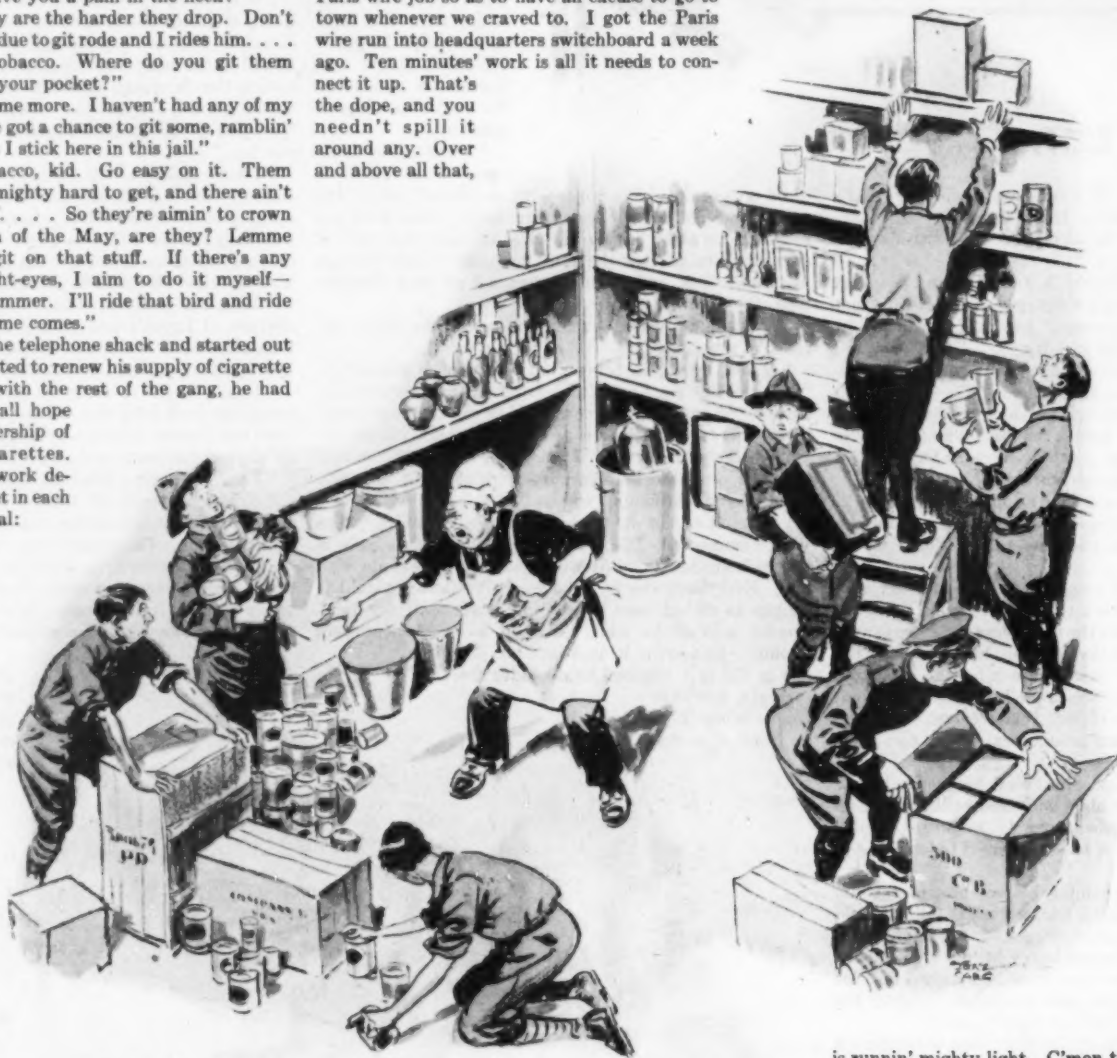 ve you a pain in the neck?
y are the harder they drop. Don't
due to git rode and I rides him. . . .
obacco. Where do you git them
your pocket?"
me more. I haven't had any of my
got a chance to git some, ramblin'
I stick here in this jail."
acco, kid. Go easy on it. Them
mighty hard to get, and there ain't
. . . . So they're aimin' to crown
of the May, are they? Lemme
git on that stuff. If there's any
ht-eyes, I aim to do it myself—
mmer. I'll ride that bird and ride
me comes."
he telephone shack and started out
ted to renew his supply of cigarette
with the rest of the gang, he had
all hope
ership of
arettes.
work de-
et in each
al:
Paris wire job so as to have an excuse to go to
town whenever we craved to. I got the Paris
wire run into headquarters switchboard a week
ago. Ten minutes' work is all it needs to con-
nect it up. That's
the dope, and you
needn't spill it
around any. Over
and above all that,
COMPANY
300
is runnin' mighty light. C'mon t